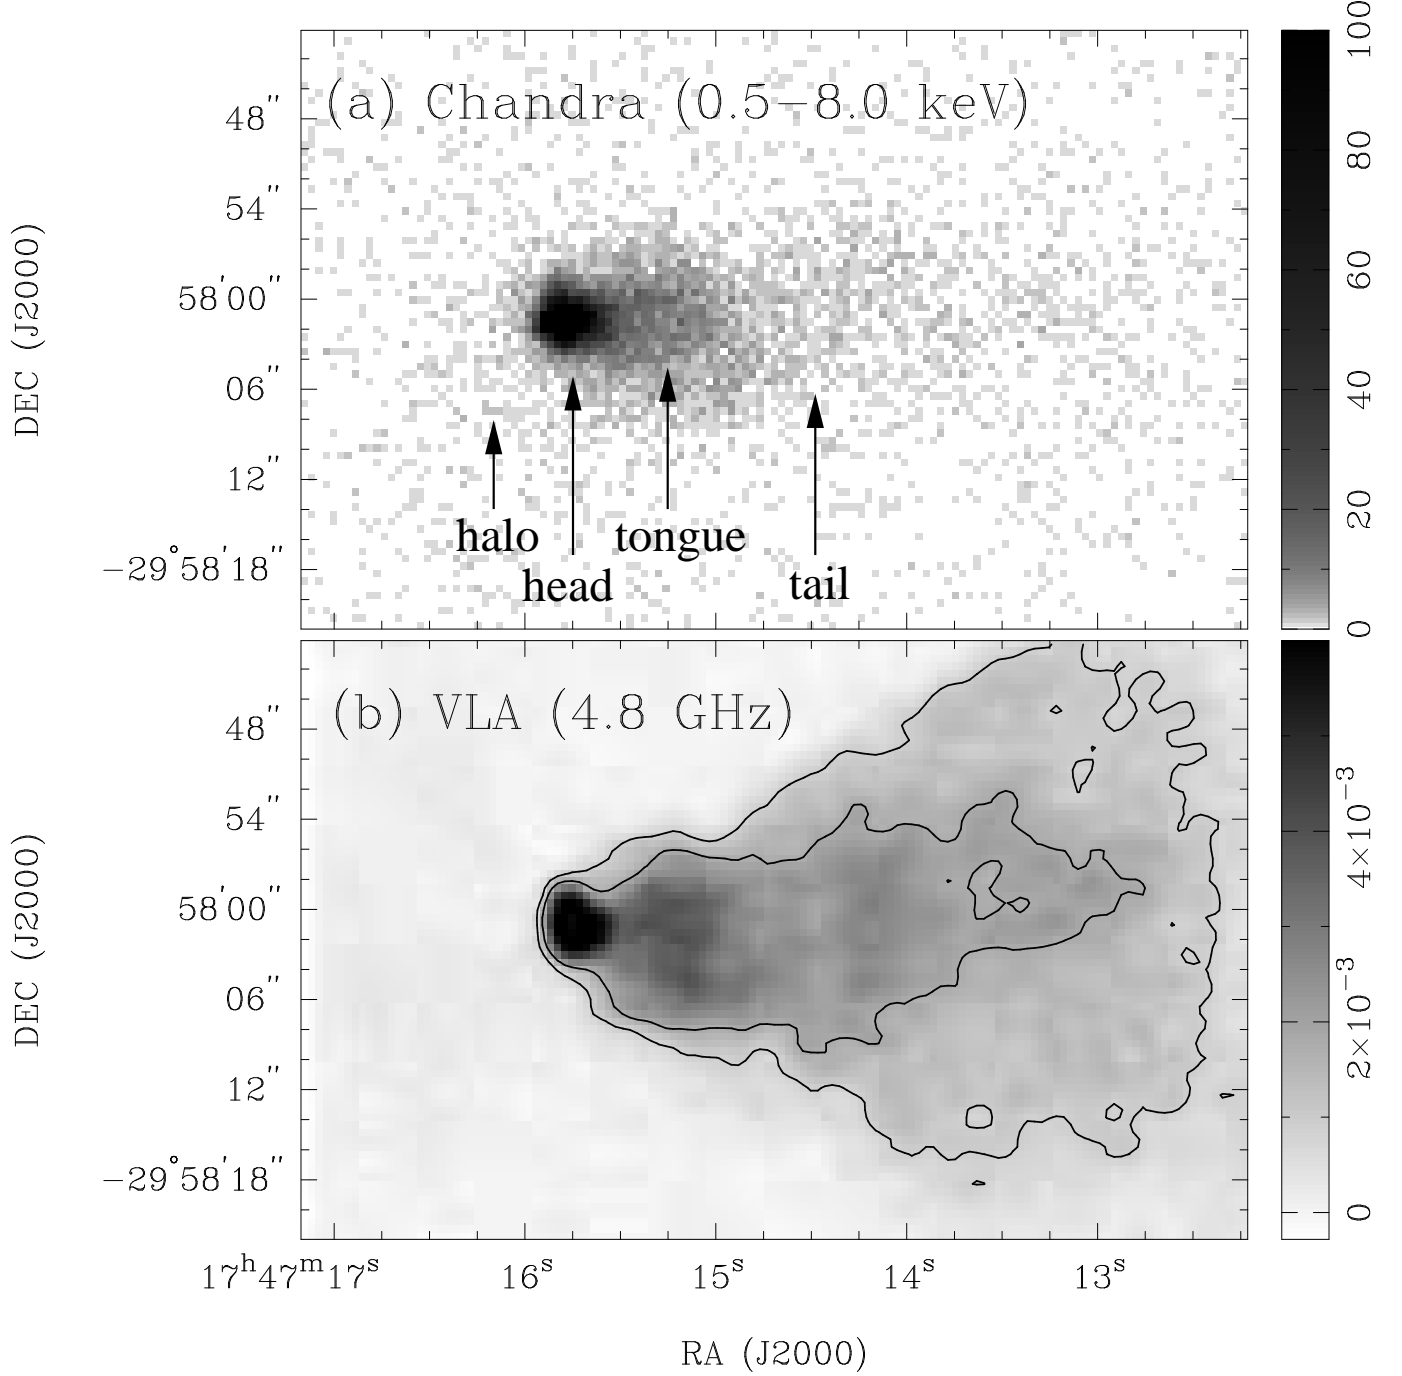 (a) Chandra (0.5−8.0 keV)
48″
54″
58′00″
06″
12″
−29°58′18″
DEC (J2000)
halo
head
tongue
tail
100
80
60
40
20
0
(b) VLA (4.8 GHz)
48″
54″
58′00″
06″
12″
−29°58′18″
DEC (J2000)
4×10⁻³
2×10⁻³
0
17ʰ47ᵐ17ˢ 16ˢ 15ˢ 14ˢ 13ˢ
RA (J2000)